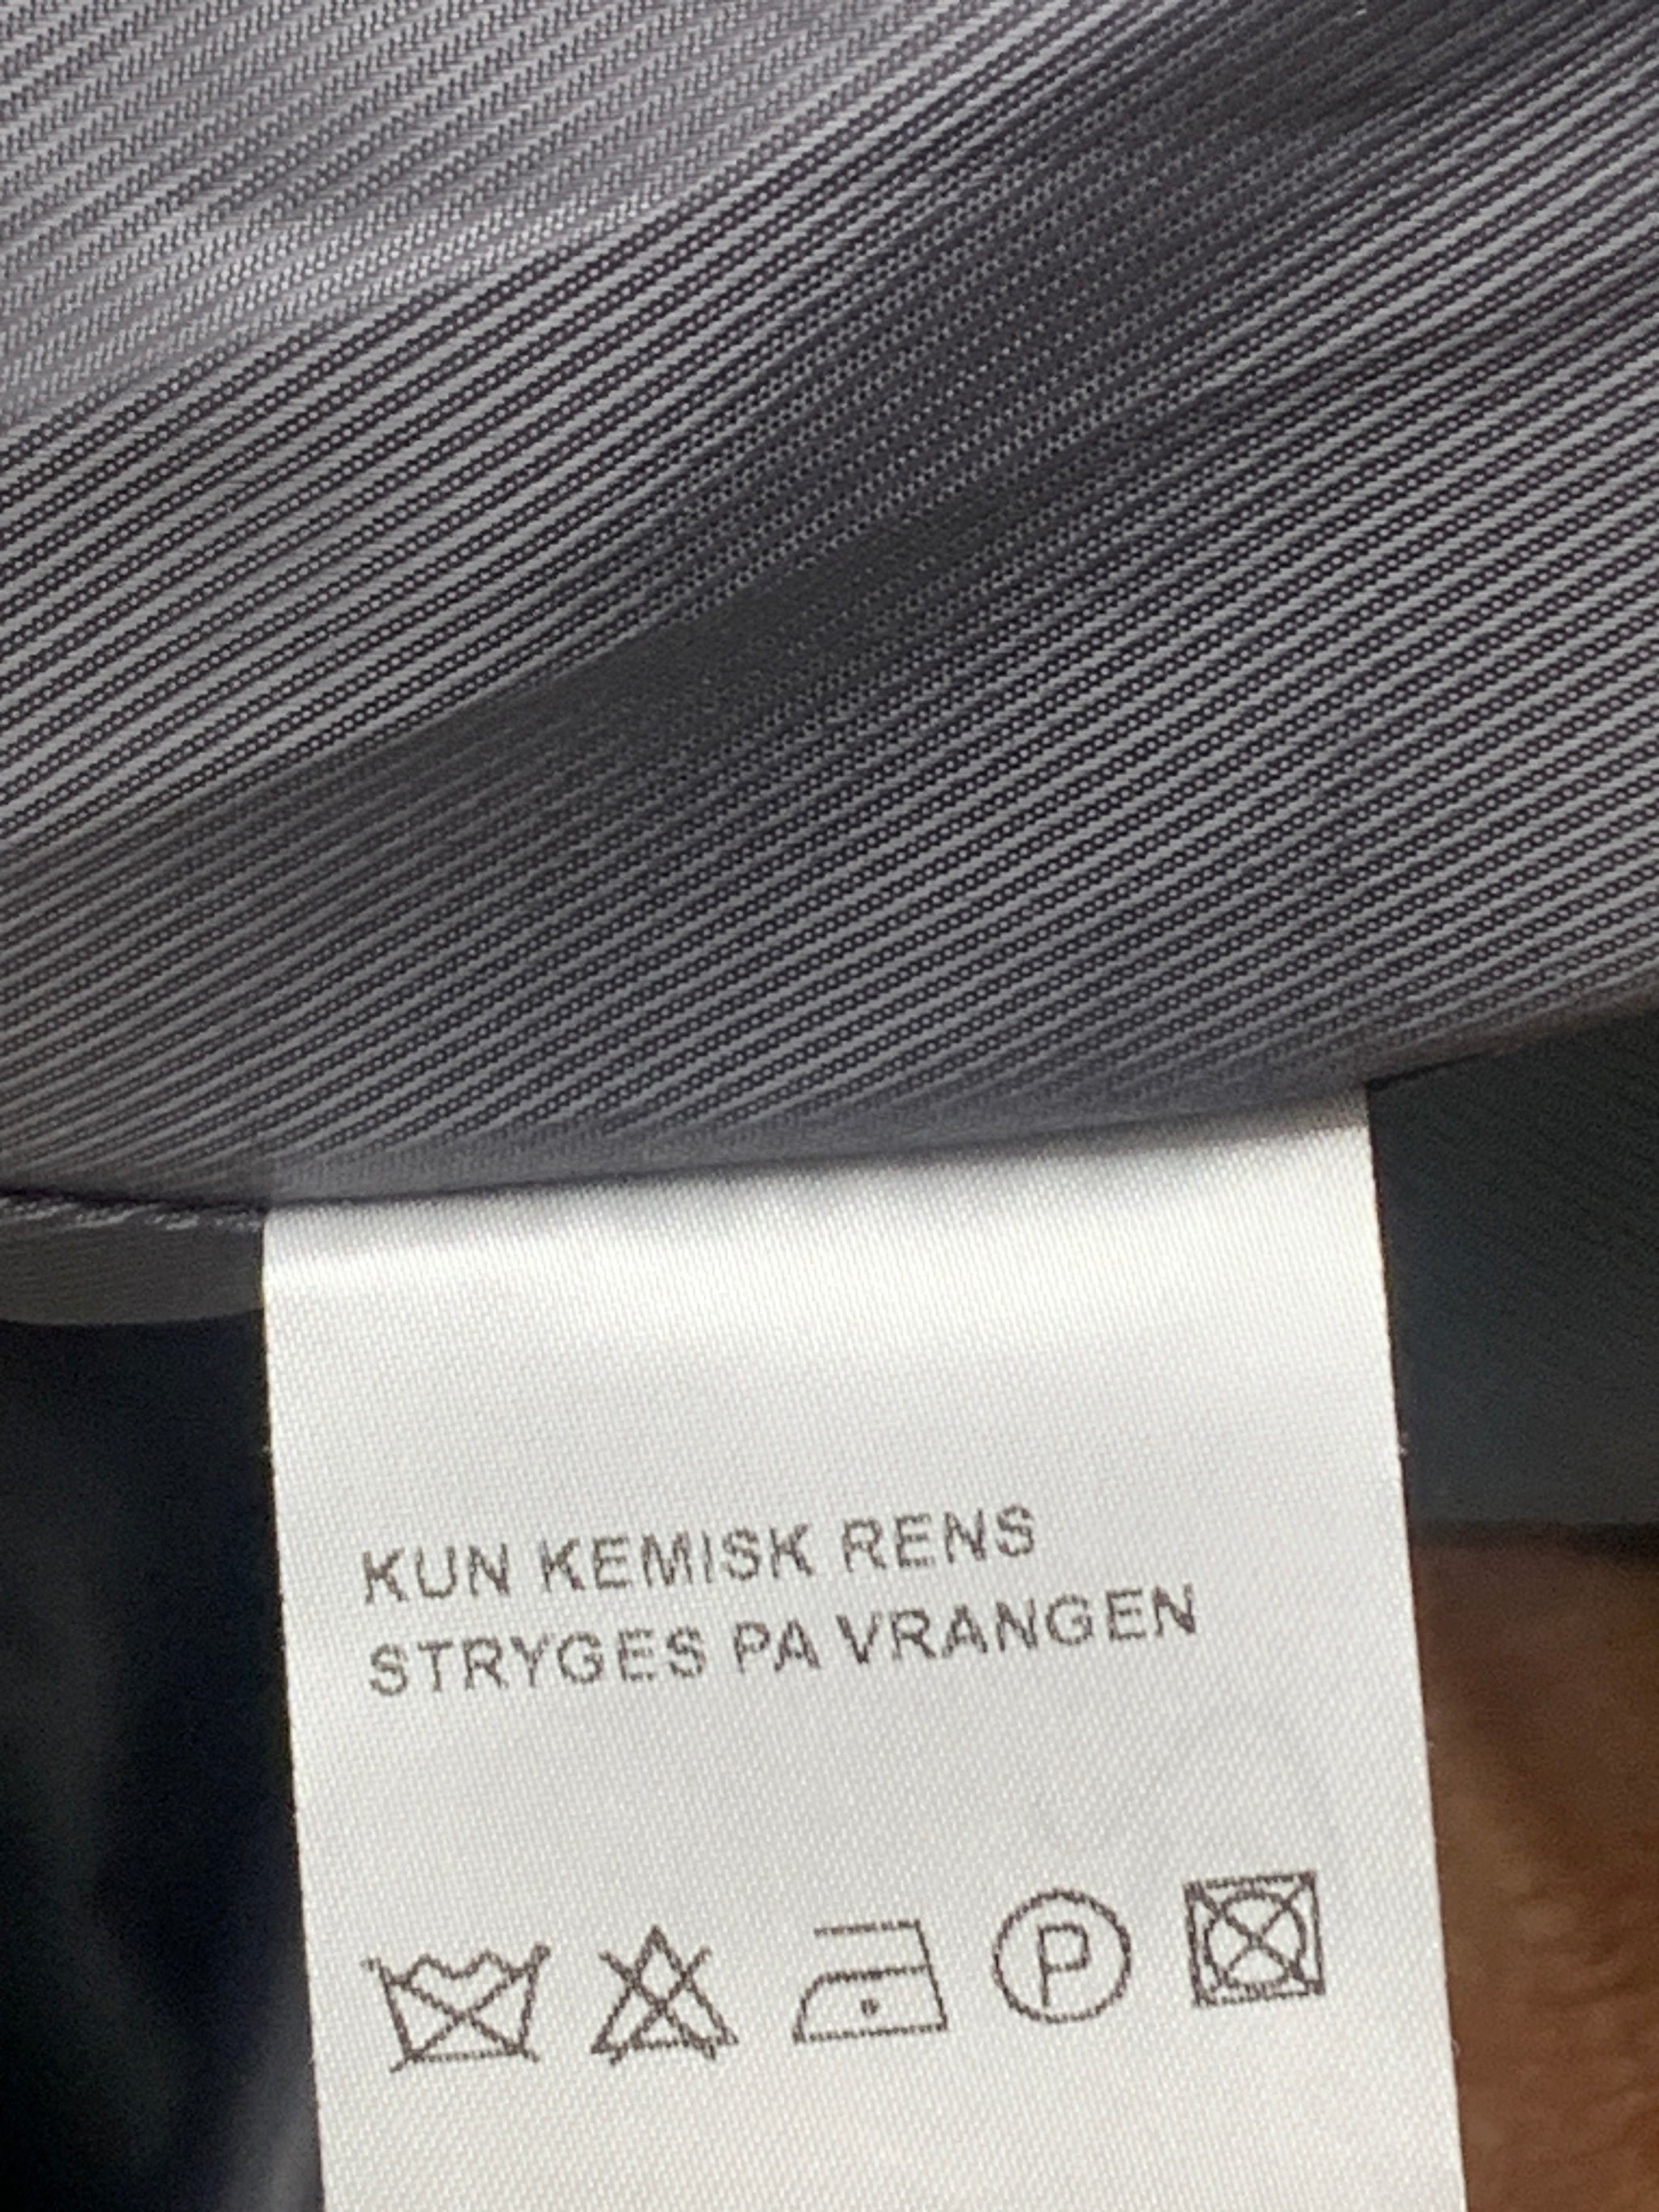 KUN KEMISK RENS
STRYGES PA VRANGEN
P